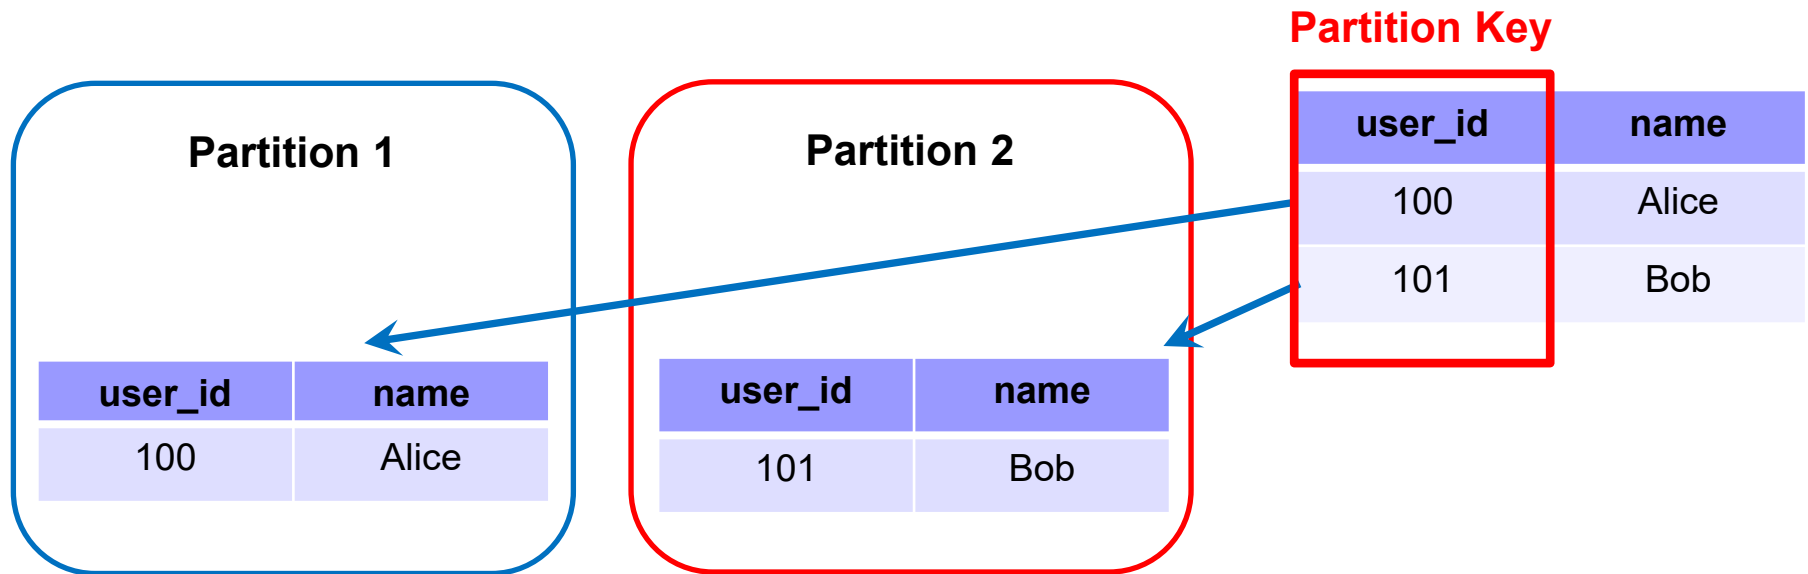 Partition Key
user_id name
100 Alice
101 Bob
Partition 1
user_id name
100 Alice
Partition 2
user_id name
101 Bob